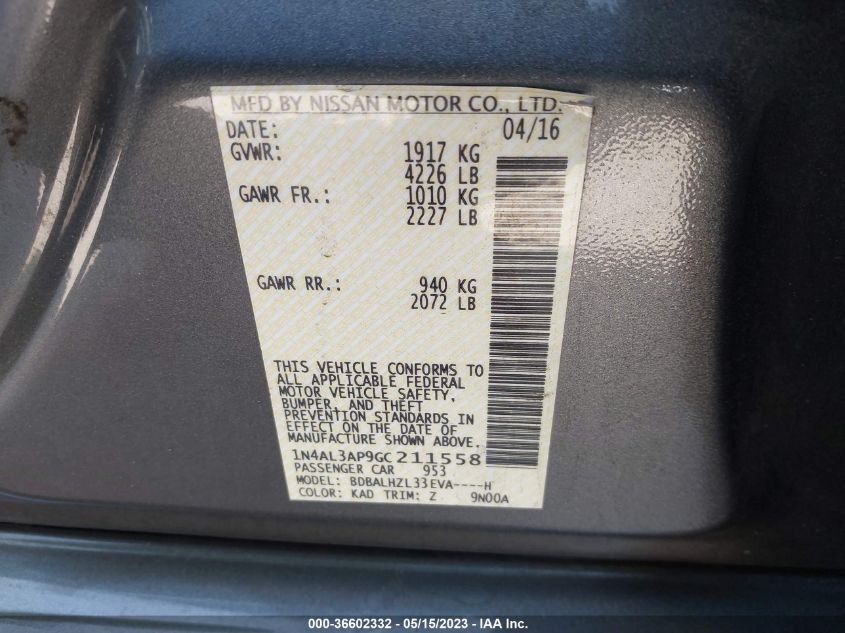 MFD BY NISSAN MOTOR CO., LTD.
DATE: 04/16
GVWR: 1917 KG
4226 LB
GAWR FR.: 1010 KG
2227 LB
GAWR RR.: 940 KG
2072 LB
THIS VEHICLE CONFORMS TO
ALL APPLICABLE FEDERAL
MOTOR VEHICLE SAFETY,
BUMPER, AND THEFT
PREVENTION STANDARDS IN
EFFECT ON THE DATE OF
MANUFACTURE SHOWN ABOVE.
1N4AL3AP9GC211558
PASSENGER CAR 953
MODEL: BDBALHZL33EVA----H
COLOR: KAD TRIM: Z 9N00A
000-36602332 - 05/15/2023 - IAA Inc.